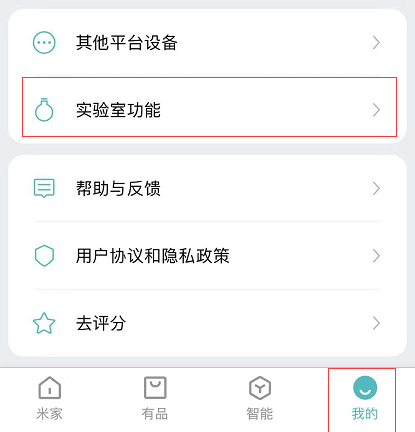 其他平台设备
实验室功能
帮助与反馈
用户协议和隐私政策
去评分
米家
有品
智能
我的